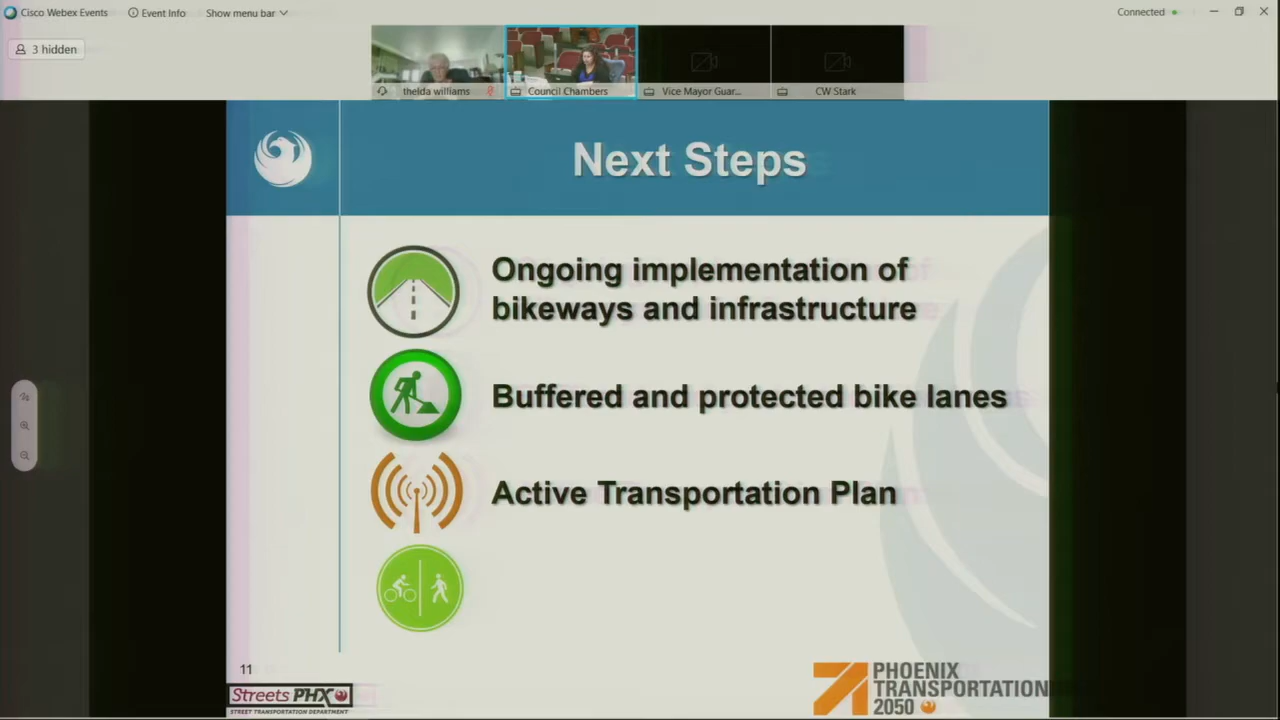 Cisco Webex Events
Event Info
Show menu bar
Connected
3 hidden
thelda williams
Council Chambers
Vice Mayor Guar...
CW Stark
Next Steps
Ongoing implementation of
bikeways and infrastructure
Buffered and protected bike lanes
Active Transportation Plan
11
Streets PHX
STREET TRANSPORTATION DEPARTMENT
PHOENIX
TRANSPORTATION
2050